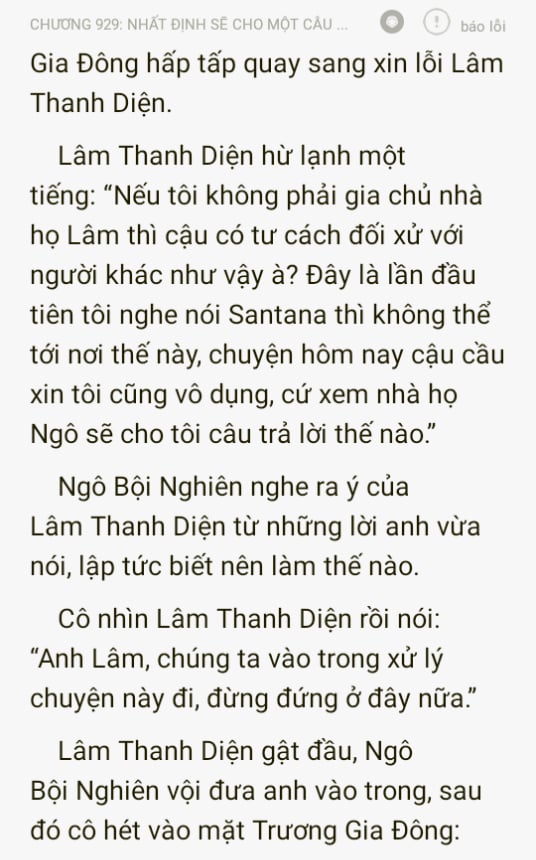 CHƯƠNG 929: NHẤT ĐỊNH SẼ CHO MỘT CÂU ...
báo lỗi
Gia Đông hấp tấp quay sang xin lỗi Lâm
Thanh Diện.
Lâm Thanh Diện hừ lạnh một
tiếng: “Nếu tôi không phải gia chủ nhà
họ Lâm thì cậu có tư cách đối xử với
người khác như vậy à? Đây là lần đầu
tiên tôi nghe nói Santana thì không thể
tới nơi thế này, chuyện hôm nay cậu cầu
xin tôi cũng vô dụng, cứ xem nhà họ
Ngô sẽ cho tôi câu trả lời thế nào.”
Ngô Bội Nghiên nghe ra ý của
Lâm Thanh Diện từ những lời anh vừa
nói, lập tức biết nên làm thế nào.
Cô nhìn Lâm Thanh Diện rồi nói:
“Anh Lâm, chúng ta vào trong xử lý
chuyện này đi, đừng đứng ở đây nữa.”
Lâm Thanh Diện gật đầu, Ngô
Bội Nghiên vội đưa anh vào trong, sau
đó cô hét vào mặt Trương Gia Đông: